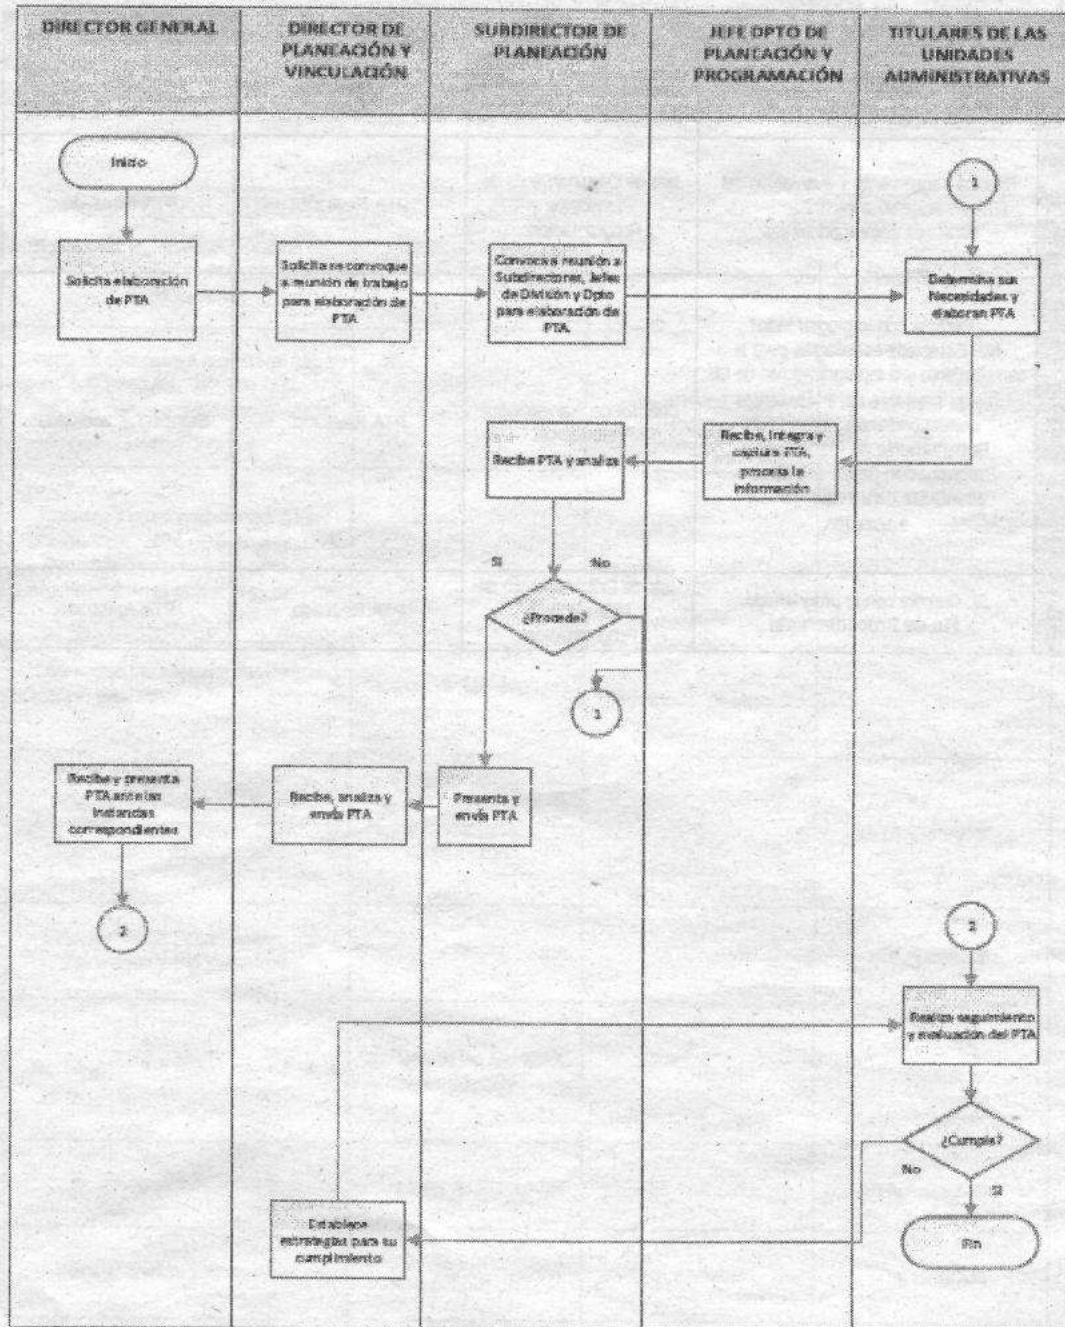 DIRECTOR GENERAL
DIRECTOR DE
PLANEACIÓN Y
VINCULACIÓN
SUBDIRECTOR DE
PLANEACIÓN
JEFE DPTO DE
PLANEACIÓN Y
PROGRAMACIÓN
TITULARES DE LAS
UNIDADES
ADMINISTRATIVAS
Inicio
1
Solicita elaboración
de PTA
Solicita se convoque
a reunión de trabajo
para elaboración de
PTA
Convoca a reunión a
Subdirectores, Jefes
de División y Dpto
para elaboración de
PTA
Determina sus
Necesidades y
elaboran PTA
Recibe PTA y analiza
Recibe, integra y
captura PTA,
procesa la
información
SI
No
¿Procede?
1
Recibe y presenta
PTA ante las
instancias
correspondientes
Recibe, analiza y
envía PTA
Presenta y
envía PTA
2
2
Realiza seguimiento
y evaluación del PTA
¿Cumple?
No
SI
Establece
estrategias para su
cumplimiento
Fin